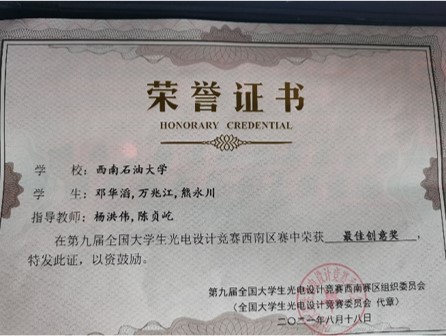 荣誉证书
HONORARY CREDENTIAL
学 校：西南石油大学
学 生：邓华滔,万兆江,熊永川
指导教师：杨洪伟,陈贞屹
在第九届全国大学生光电设计竞赛西南区赛中荣获 最佳创意奖 ，
特发此证，以资鼓励。
第九届全国大学生光电设计竞赛西南赛区组织委员会
（全国大学生光电设计竞赛委员会 代章）
二〇二一年八月十八日